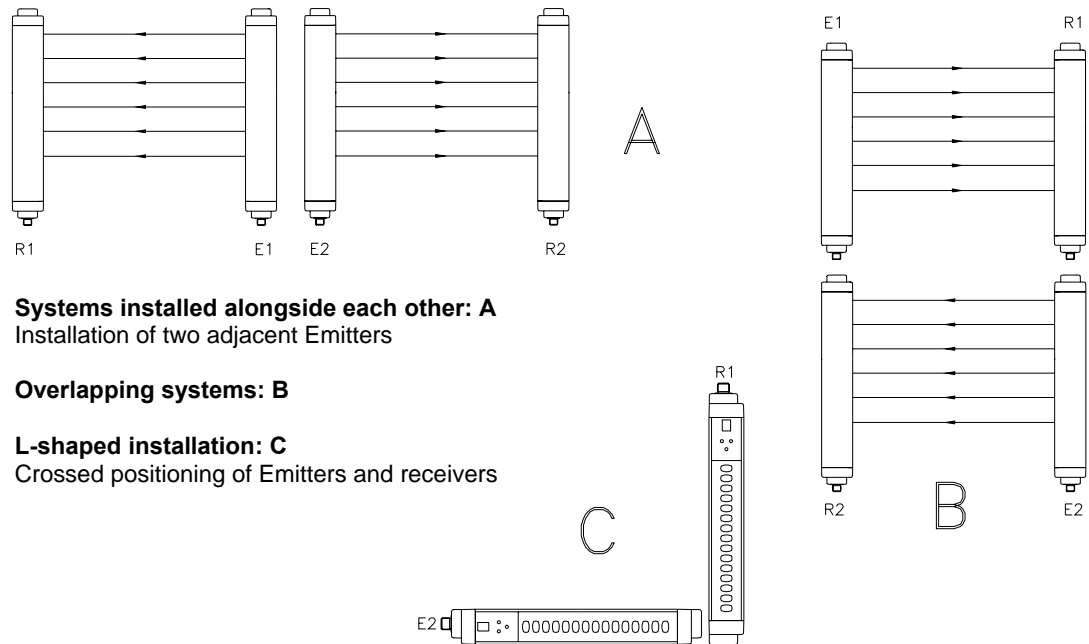 E1
R1
A
R1
E1
E2
R2
Systems installed alongside each other: A
Installation of two adjacent Emitters
Overlapping systems: B
L-shaped installation: C
Crossed positioning of Emitters and receivers
R1
R2
B
E2
C
E2